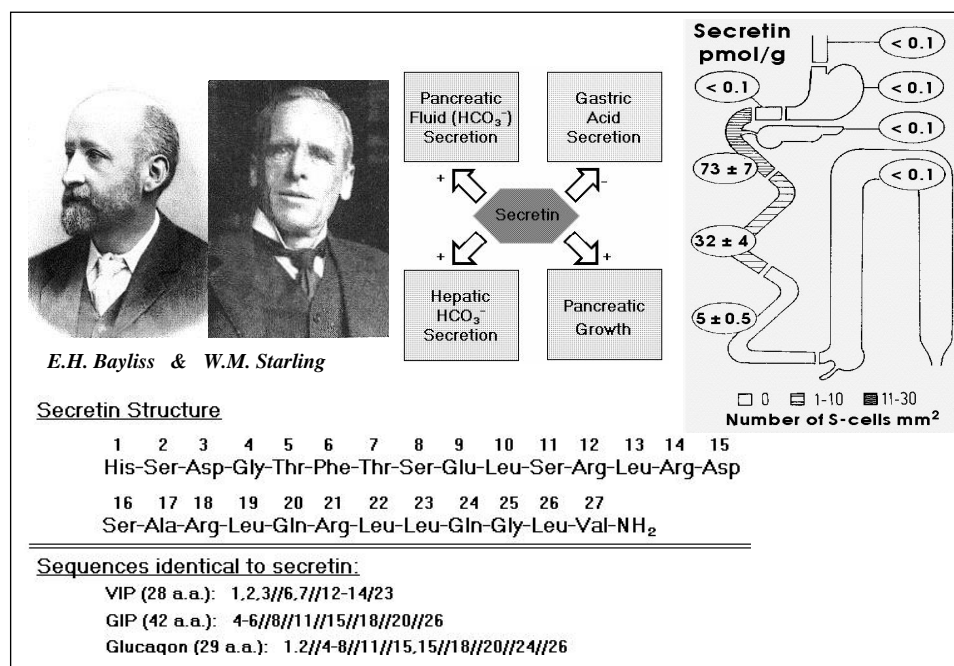 E.H. Bayliss & W.M. Starling
Pancreatic
Fluid (HCO₃⁻)
Secretion
Gastric
Acid
Secretion
+
−
Secretin
+
+
Hepatic
HCO₃⁻
Secretion
Pancreatic
Growth
Secretin
pmol/g
< 0.1
< 0.1
< 0.1
< 0.1
73 ± 7
< 0.1
32 ± 4
5 ± 0.5
0 1-10 11-30
Number of S-cells mm²
Secretin Structure
1 2 3 4 5 6 7 8 9 10 11 12 13 14 15
His-Ser-Asp-Gly-Thr-Phe-Thr-Ser-Glu-Leu-Ser-Arg-Leu-Arg-Asp
16 17 18 19 20 21 22 23 24 25 26 27
Ser-Ala-Arg-Leu-Gln-Arg-Leu-Leu-Gln-Gly-Leu-Val-NH₂
Sequences identical to secretin:
VIP (28 a.a.): 1,2,3//6,7//12-14/23
GIP (42 a.a.): 4-6//8//11//15//18//20//26
Glucagon (29 a.a.): 1.2//4-8//11//15,15//18//20//24//26